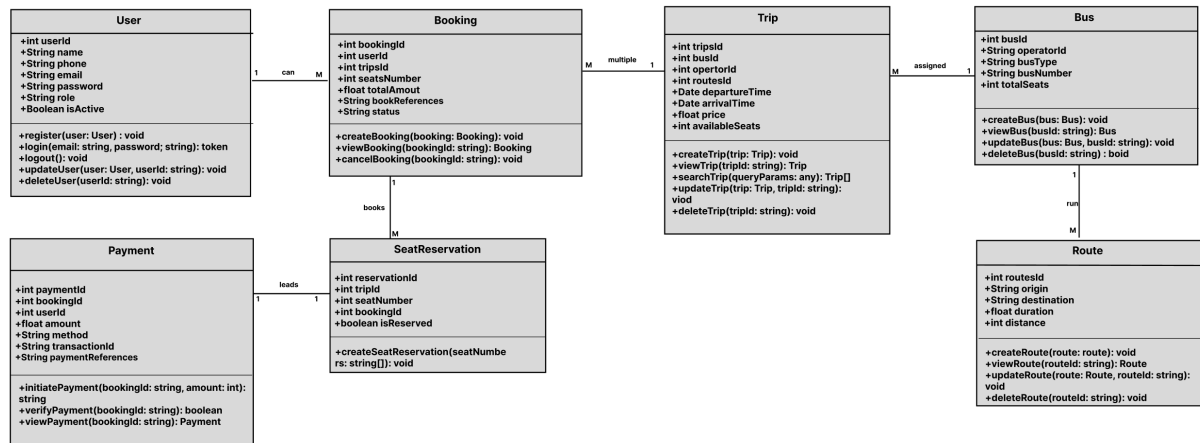 User
+int userId
+String name
+String phone
+String email
+String password
+String role
+Boolean isActive
+register(user: User) : void
+login(email: string, password; string): token
+logout(): void
+updateUser(user: User, userId: string): void
+deleteUser(userId: string): void
1
can
M
Booking
+int bookingId
+int userId
+int tripsId
+int seatsNumber
+float totalAmout
+String bookReferences
+String status
+createBooking(booking: Booking): void
+viewBooking(bookingId: string): Booking
+cancelBooking(bookingId: string): void
M
multiple
1
Trip
+int tripsId
+int busId
+int opertorId
+int routesId
+Date departureTime
+Date arrivalTime
+float price
+int availableSeats
+createTrip(trip: Trip): void
+viewTrip(tripId: string): Trip
+searchTrip(queryParams: any): Trip[]
+updateTrip(trip: Trip, tripId: string):
viod
+deleteTrip(tripId: string): void
M
assigned
1
Bus
+int busId
+String operatorId
+String busType
+String busNumber
+int totalSeats
+createBus(bus: Bus): void
+viewBus(busId: string): Bus
+updateBus(bus: Bus, busId: string): void
+deleteBus(busId: string) : boid
1
books
M
1
run
M
Payment
+int paymentId
+int bookingId
+int userId
+float amount
+String method
+String transactionId
+String paymentReferences
+initiatePayment(bookingId: string, amount: int):
string
+verifyPayment(bookingId: string): boolean
+viewPayment(bookingId: string): Payment
1
leads
1
SeatReservation
+int reservationId
+int tripId
+int seatNumber
+int bookingId
+boolean isReserved
+createSeatReservation(seatNumbe
rs: string[]): void
Route
+int routesId
+String origin
+String destination
+float duration
+int distance
+createRoute(route: route): void
+viewRoute(routeId: string): Route
+updateRoute(route: Route, routeId: string):
void
+deleteRoute(routeId: string): void